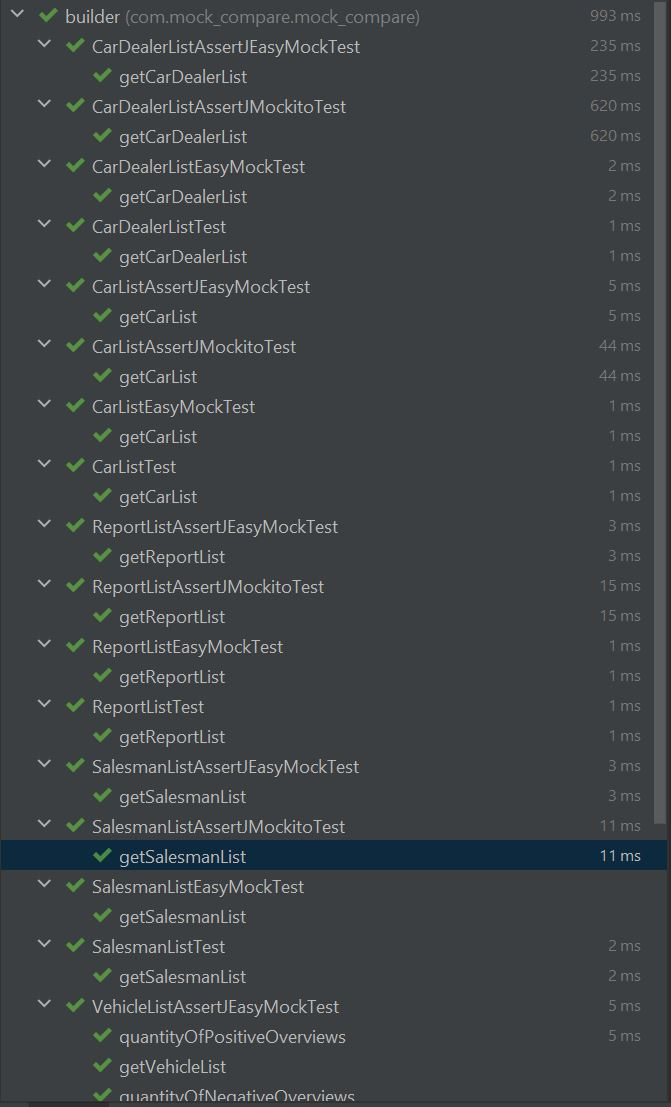 builder (com.mock_compare.mock_compare) 993 ms
CarDealerListAssertJEasyMockTest 235 ms
getCarDealerList 235 ms
CarDealerListAssertJMockitoTest 620 ms
getCarDealerList 620 ms
CarDealerListEasyMockTest 2 ms
getCarDealerList 2 ms
CarDealerListTest 1 ms
getCarDealerList 1 ms
CarListAssertJEasyMockTest 5 ms
getCarList 5 ms
CarListAssertJMockitoTest 44 ms
getCarList 44 ms
CarListEasyMockTest 1 ms
getCarList 1 ms
CarListTest 1 ms
getCarList 1 ms
ReportListAssertJEasyMockTest 3 ms
getReportList 3 ms
ReportListAssertJMockitoTest 15 ms
getReportList 15 ms
ReportListEasyMockTest 1 ms
getReportList 1 ms
ReportListTest 1 ms
getReportList 1 ms
SalesmanListAssertJEasyMockTest 3 ms
getSalesmanList 3 ms
SalesmanListAssertJMockitoTest 11 ms
getSalesmanList 11 ms
SalesmanListEasyMockTest
getSalesmanList
SalesmanListTest 2 ms
getSalesmanList 2 ms
VehicleListAssertJEasyMockTest 5 ms
quantityOfPositiveOverviews 5 ms
getVehicleList
quantityOfNegativeOverviews